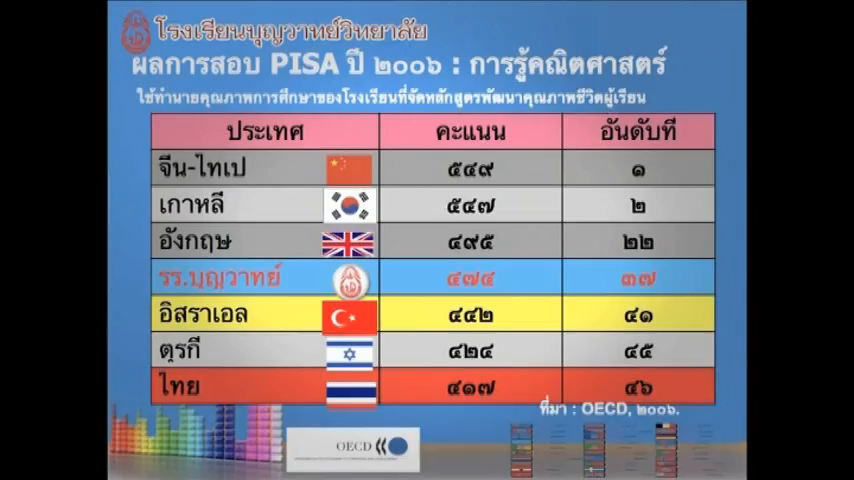 โรงเรียนบุญวาทย์วิทยาลัย
ผลการสอบ PISA ปี ๒๐๐๖ : การรู้คณิตศาสตร์
ใช้ทำนายคุณภาพการศึกษาของโรงเรียนที่จัดหลักสูตรพัฒนาคุณภาพชีวิตผู้เรียน
ประเทศ คะแนน อันดับที่
จีน-ไทเป ๕๔๙ ๑
เกาหลี ๕๔๗ ๒
อังกฤษ ๔๙๕ ๒๒
รร.บุญวาทย์ ๔๗๔ ๓๗
อิสราเอล ๔๔๒ ๔๑
ตุรกี ๔๒๔ ๔๕
ไทย ๔๑๗ ๔๖
ที่มา : OECD, ๒๐๐๖.
OECD